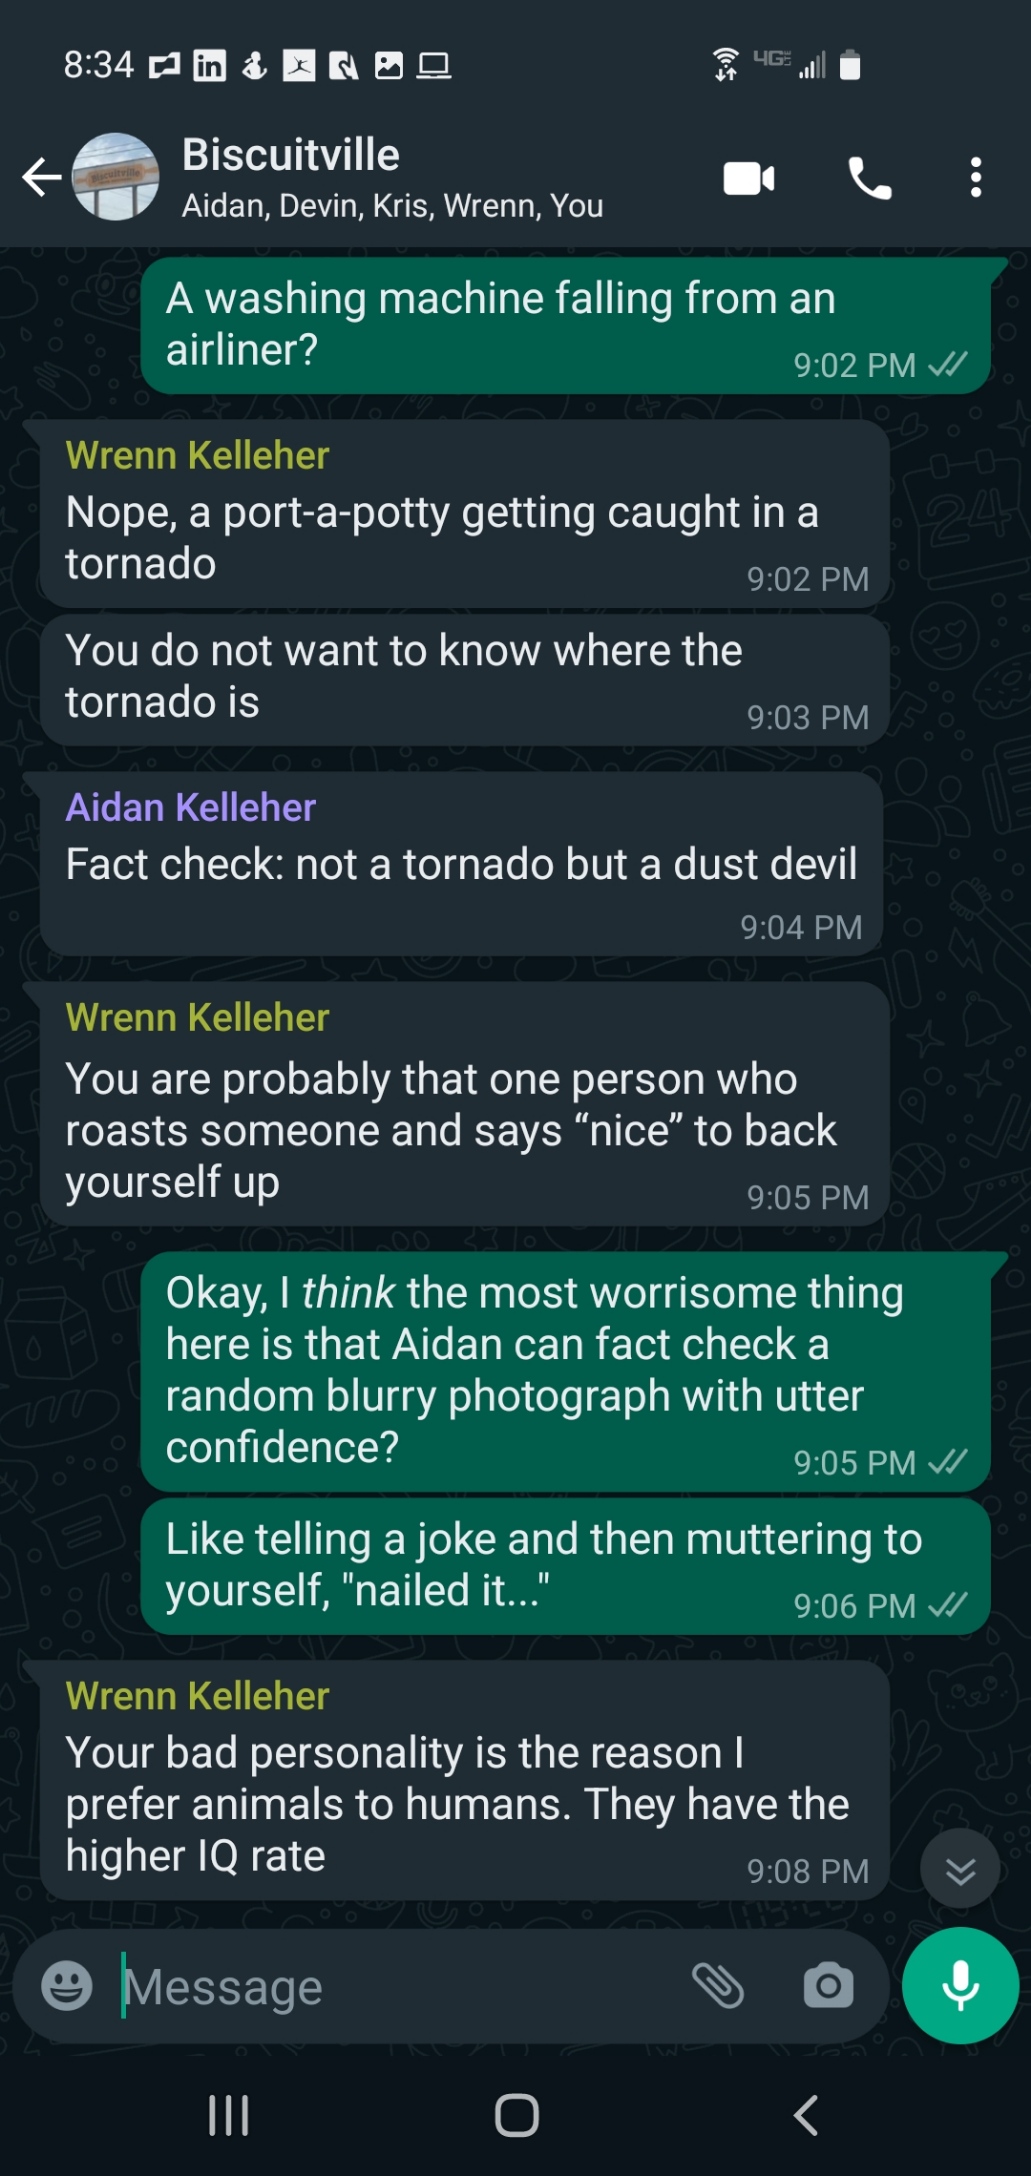 8:34
4GE
Biscuitville
Aidan, Devin, Kris, Wrenn, You
Biscuitville
A washing machine falling from an
airliner?
9:02 PM
Wrenn Kelleher
Nope, a port-a-potty getting caught in a
tornado
9:02 PM
You do not want to know where the
tornado is
9:03 PM
Aidan Kelleher
Fact check: not a tornado but a dust devil
9:04 PM
Wrenn Kelleher
You are probably that one person who
roasts someone and says “nice” to back
yourself up
9:05 PM
Okay, I think the most worrisome thing
here is that Aidan can fact check a
random blurry photograph with utter
confidence?
9:05 PM
Like telling a joke and then muttering to
yourself, "nailed it..."
9:06 PM
Wrenn Kelleher
Your bad personality is the reason I
prefer animals to humans. They have the
higher IQ rate
9:08 PM
Message